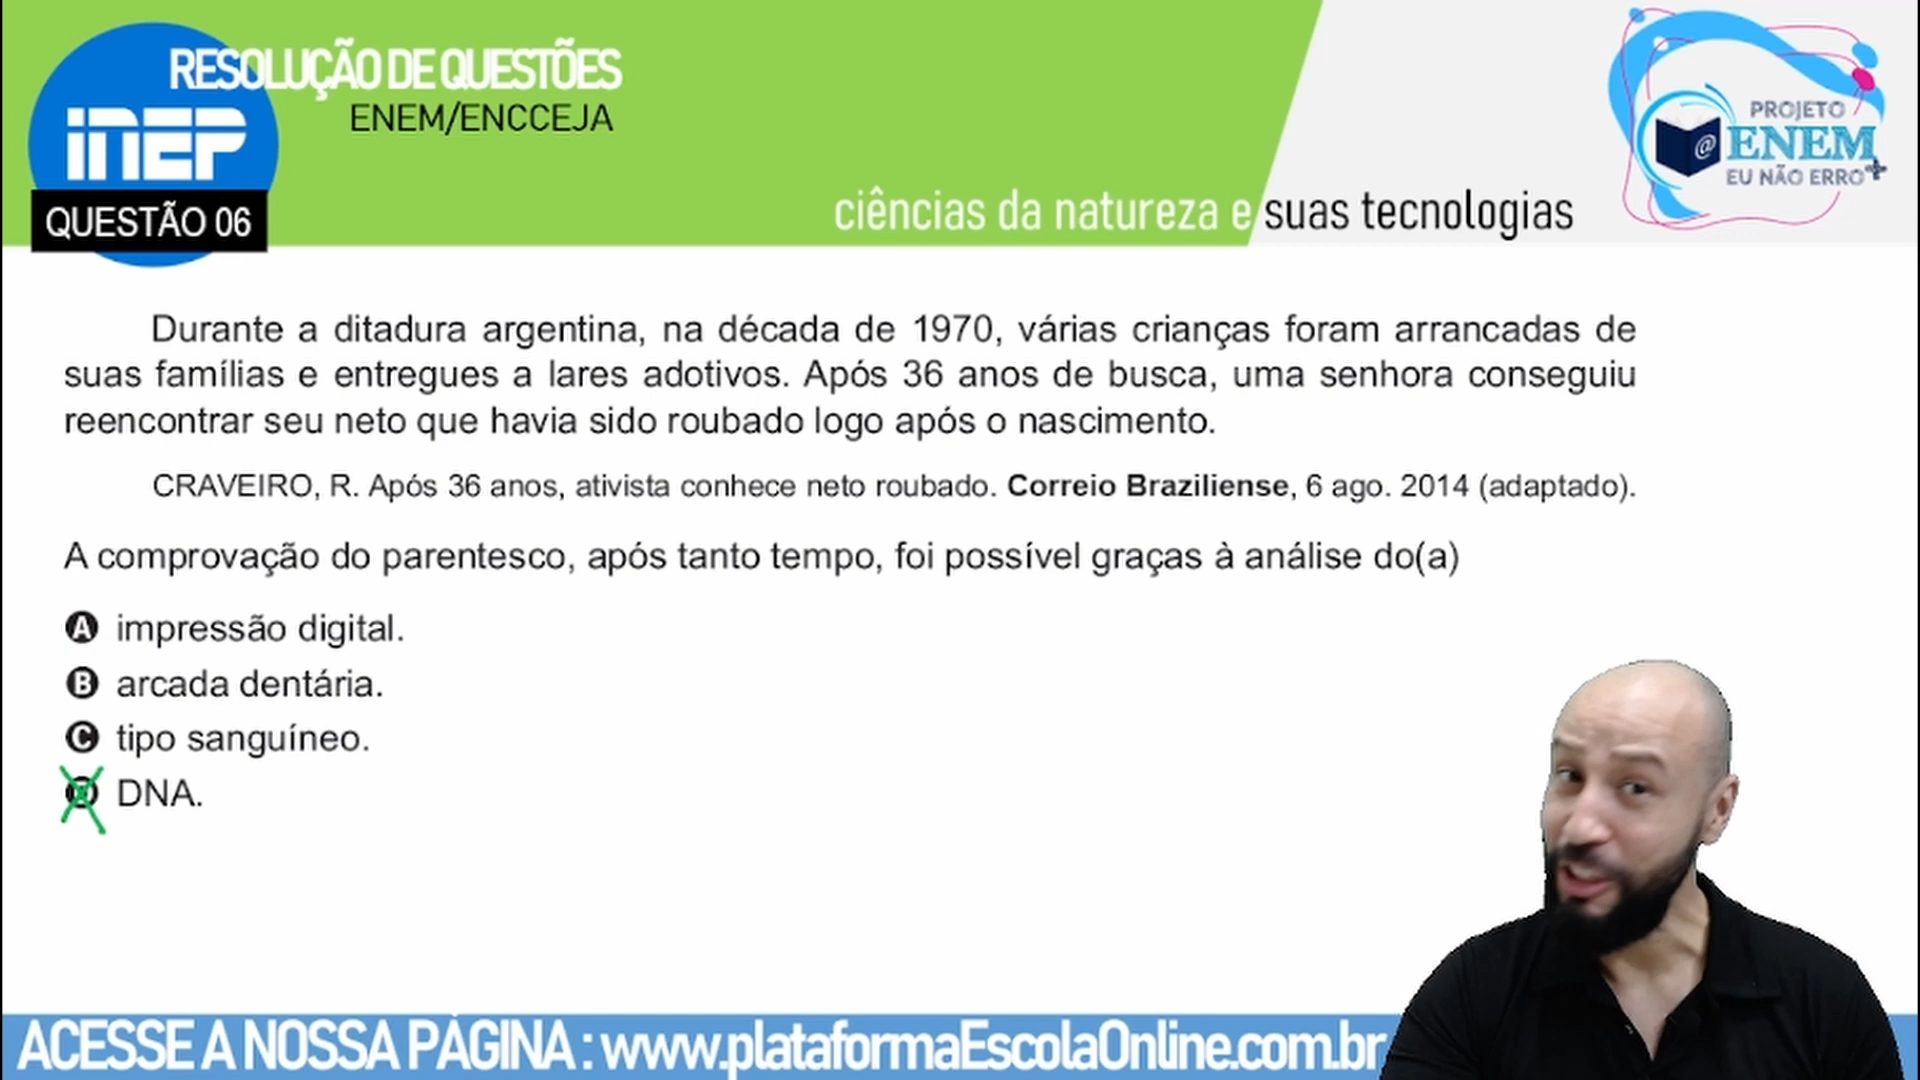 RESOLUÇÃO DE QUESTÕES
ENEM/ENCCEJA
inep
QUESTÃO 06
ciências da natureza e suas tecnologias
PROJETO
@ENEM+
EU NÃO ERRO
Durante a ditadura argentina, na década de 1970, várias crianças foram arrancadas de
suas famílias e entregues a lares adotivos. Após 36 anos de busca, uma senhora conseguiu
reencontrar seu neto que havia sido roubado logo após o nascimento.
CRAVEIRO, R. Após 36 anos, ativista conhece neto roubado. Correio Braziliense, 6 ago. 2014 (adaptado).
A comprovação do parentesco, após tanto tempo, foi possível graças à análise do(a)
A impressão digital.
B arcada dentária.
C tipo sanguíneo.
D DNA.
ACESSE A NOSSA PÁGINA : www.plataformaEscolaOnline.com.br